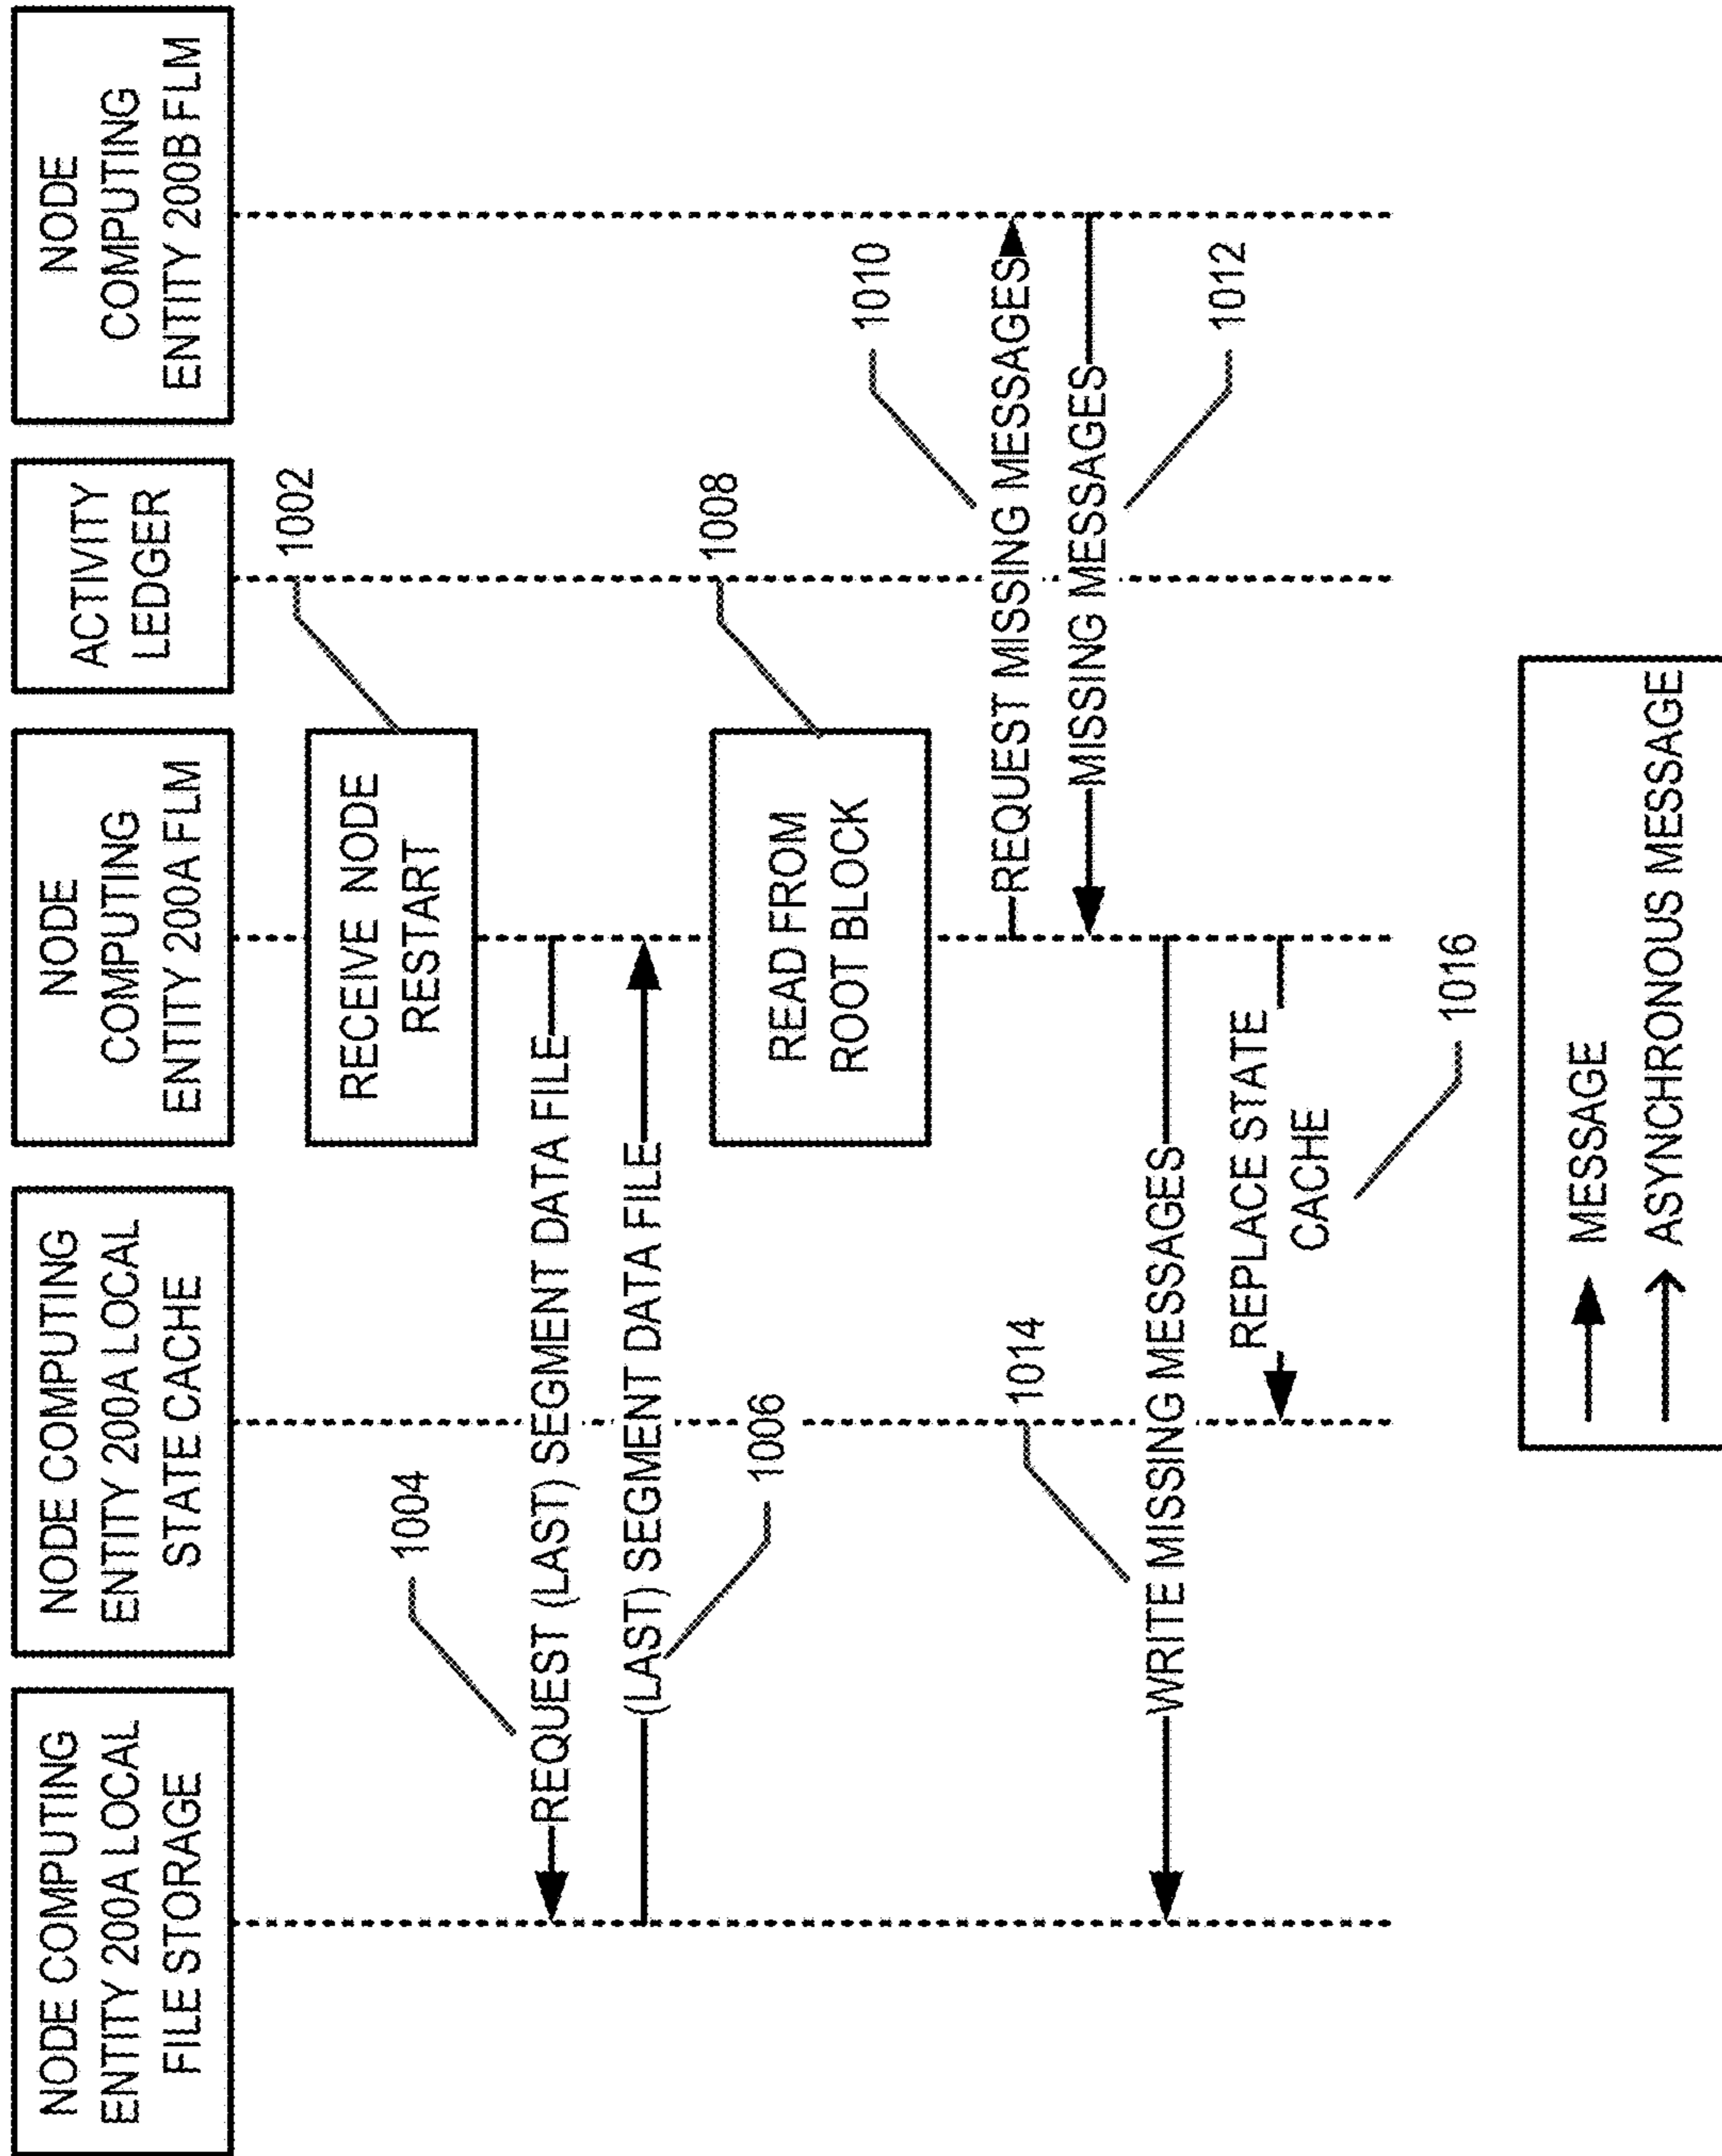 NODE COMPUTING
ENTITY 200A LOCAL
FILE STORAGE
NODE COMPUTING
ENTITY 200A LOCAL
STATE CACHE
NODE
COMPUTING
ENTITY 200A FLM
ACTIVITY
LEDGER
NODE
COMPUTING
ENTITY 200B FLM
1002
RECEIVE NODE
RESTART
1004
REQUEST (LAST) SEGMENT DATA FILE
(LAST) SEGMENT DATA FILE
1006
1008
READ FROM
ROOT BLOCK
1010
REQUEST MISSING MESSAGES
MISSING MESSAGES
1012
1014
WRITE MISSING MESSAGES
REPLACE STATE
CACHE
1016
MESSAGE
ASYNCHRONOUS MESSAGE